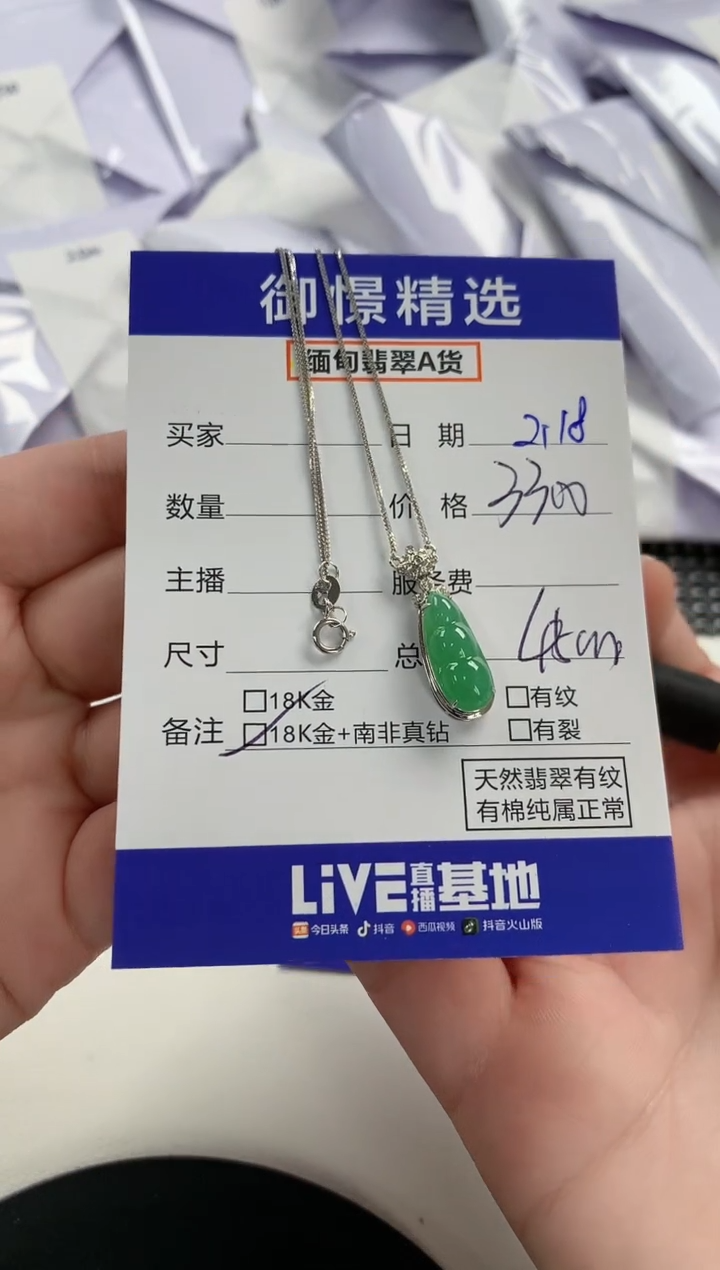 御憬精选
缅甸翡翠A货
买家 日 期 2.18
数量 价 格 3300
主播 服务费
尺寸 总 45cm
□18K金 □有纹
备注 □18K金+南非真钻 □有裂
天然翡翠有纹
有棉纯属正常
LiVE直播基地
头条 今日头条 抖音 西瓜视频 抖音火山版